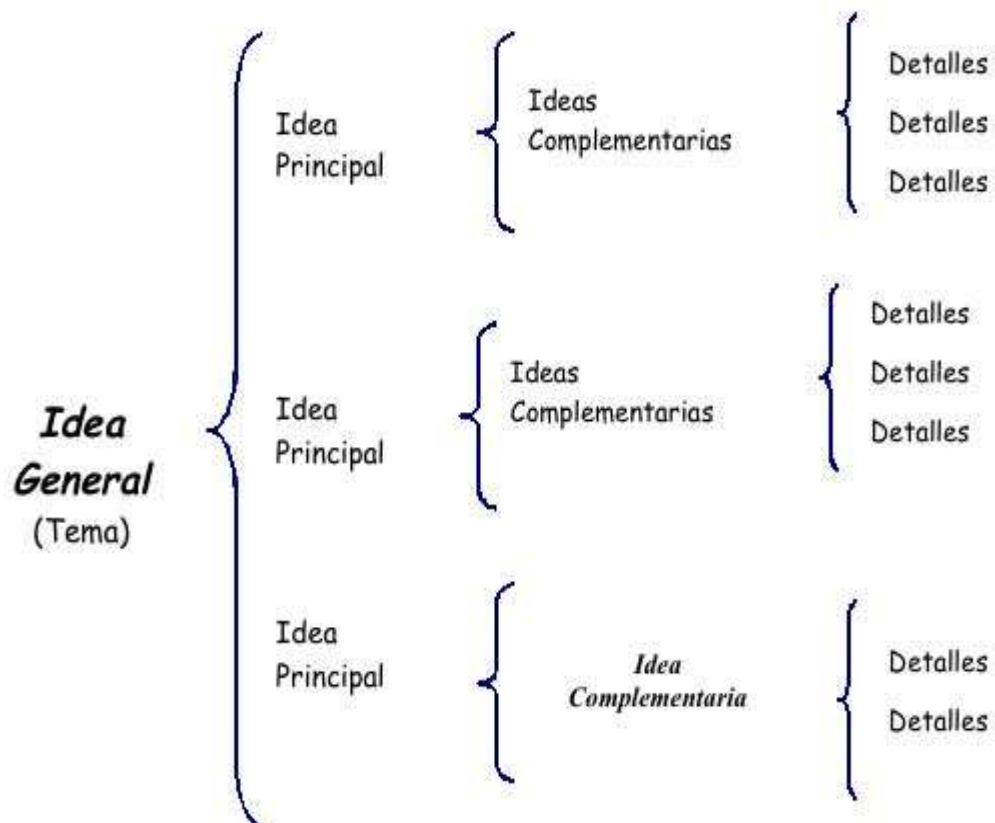 Idea
General
(Tema)
Idea
Principal
Ideas
Complementarias
Detalles
Detalles
Detalles
Idea
Principal
Ideas
Complementarias
Detalles
Detalles
Detalles
Idea
Principal
Idea
Complementaria
Detalles
Detalles